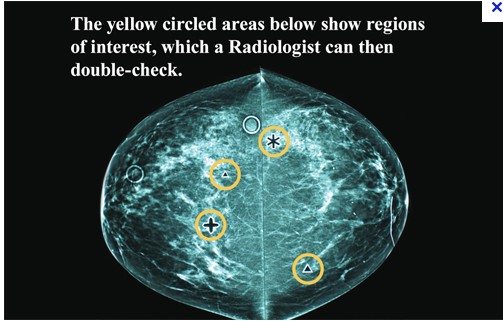 The yellow circled areas below show regions
of interest, which a Radiologist can then
double-check.